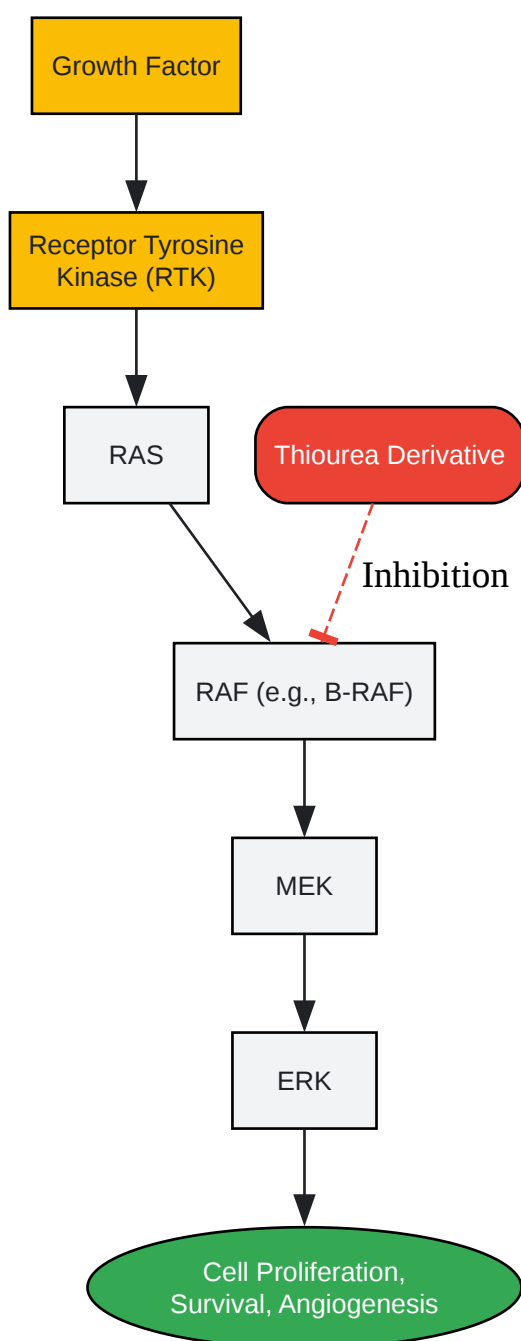 Growth Factor
Receptor Tyrosine
Kinase (RTK)
RAS
Thiourea Derivative
Inhibition
RAF (e.g., B-RAF)
MEK
ERK
Cell Proliferation,
Survival, Angiogenesis